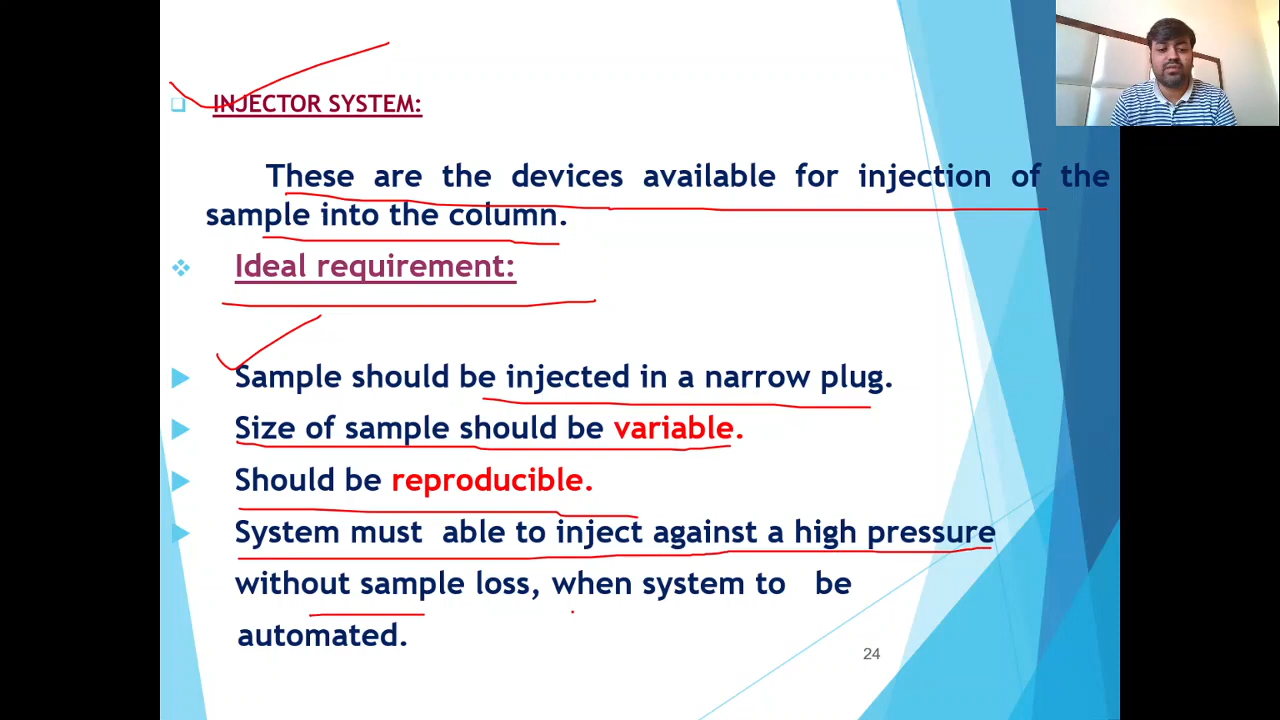 INJECTOR SYSTEM:
These are the devices available for injection of the
sample into the column.
Ideal requirement:
Sample should be injected in a narrow plug.
Size of sample should be variable.
Should be reproducible.
System must able to inject against a high pressure
without sample loss, when system to be
automated.
24